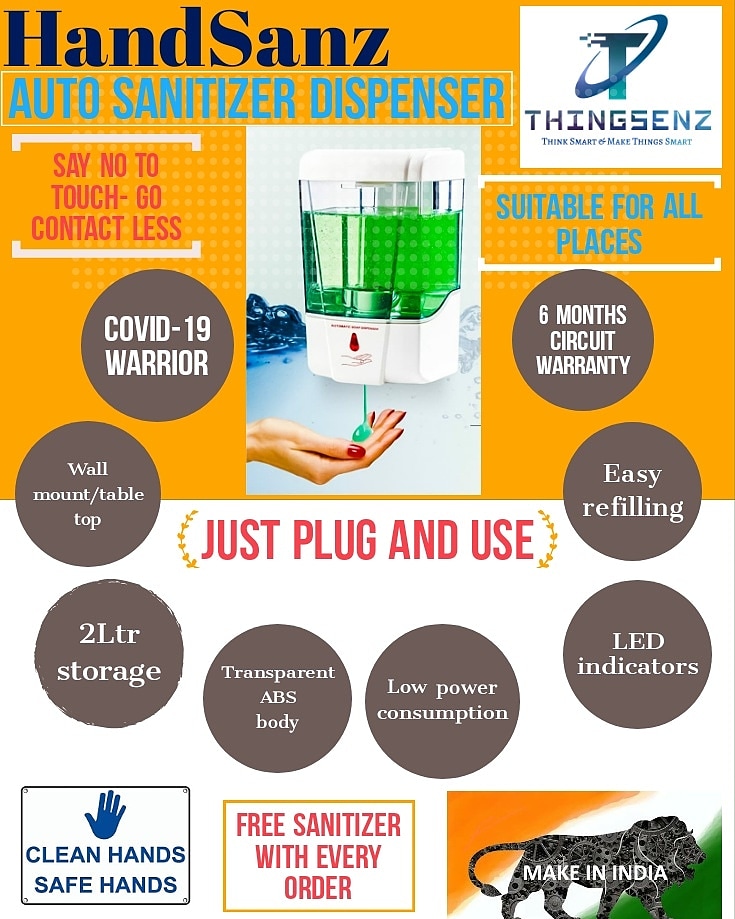 HandSanz
AUTO SANITIZER DISPENSER
THINGSENZ
THINK SMART & MAKE THINGS SMART
SAY NO TO
TOUCH- GO
CONTACT LESS
SUITABLE FOR ALL
PLACES
AUTOMATIC SOAP DISPENSER
COVID-19
WARRIOR
6 MONTHS
CIRCUIT
WARRANTY
Wall
mount/table
top
Easy
refilling
JUST PLUG AND USE
2Ltr
storage
Transparent
ABS
body
Low power
consumption
LED
indicators
CLEAN HANDS
SAFE HANDS
FREE SANITIZER
WITH EVERY
ORDER
MAKE IN INDIA